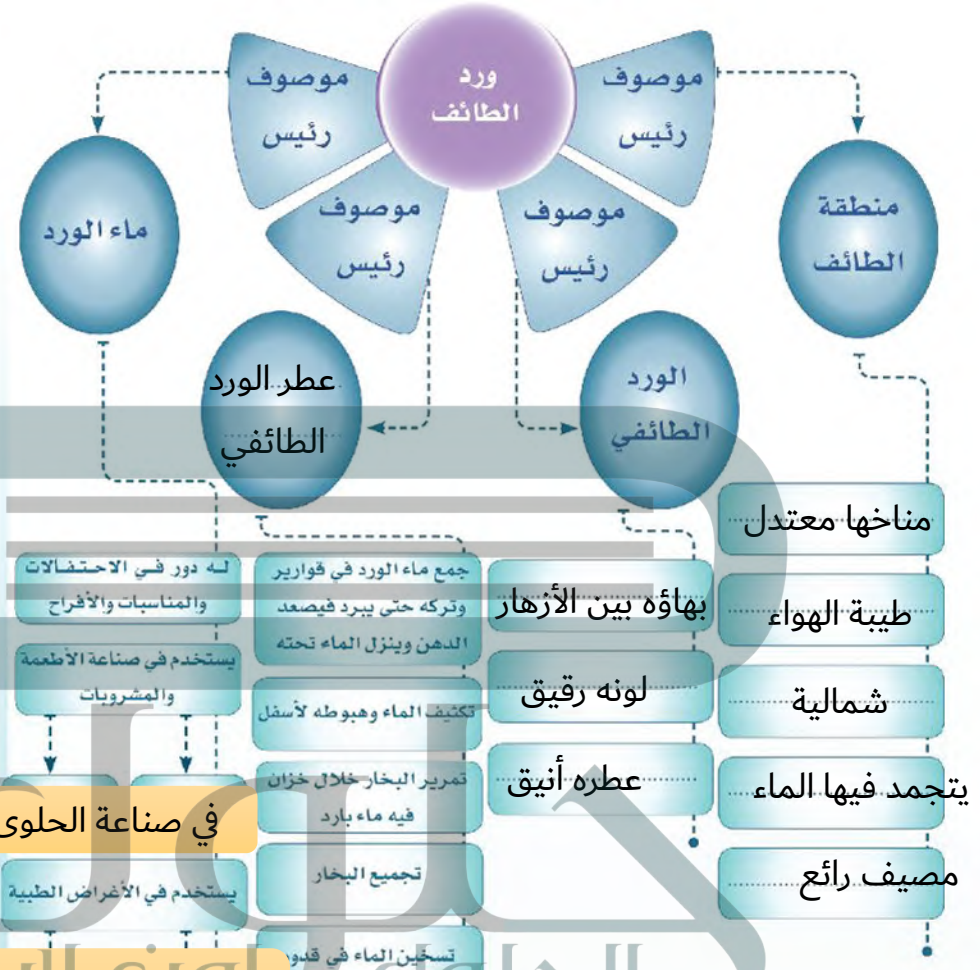 ورد
الطائف
موصوف
رئيس
موصوف
رئيس
موصوف
رئيس
موصوف
رئيس
منطقة
الطائف
مناخها معتدل
طيبة الهواء
شمالية
يتجمد فيها الماء
مصيف رائع
الورد
الطائفي
بهاؤه بين الأزهار
لونه رقيق
عطره أنيق
عطر الورد
الطائفي
جمع ماء الورد في قوارير
وتركه حتى يبرد فيصعد
الدهن وينزل الماء تحته
تكثيف الماء وهبوطه لأسفل
تمرير البخار خلال خزان
فيه ماء بارد
تجميع البخار
تسخين الماء في قدور
ماء الورد
له دور في الاحتفالات
والمناسبات والأفراح
يستخدم في صناعة الأطعمة
والمشروبات
في صناعة الحلوى
يستخدم في الأغراض الطبية